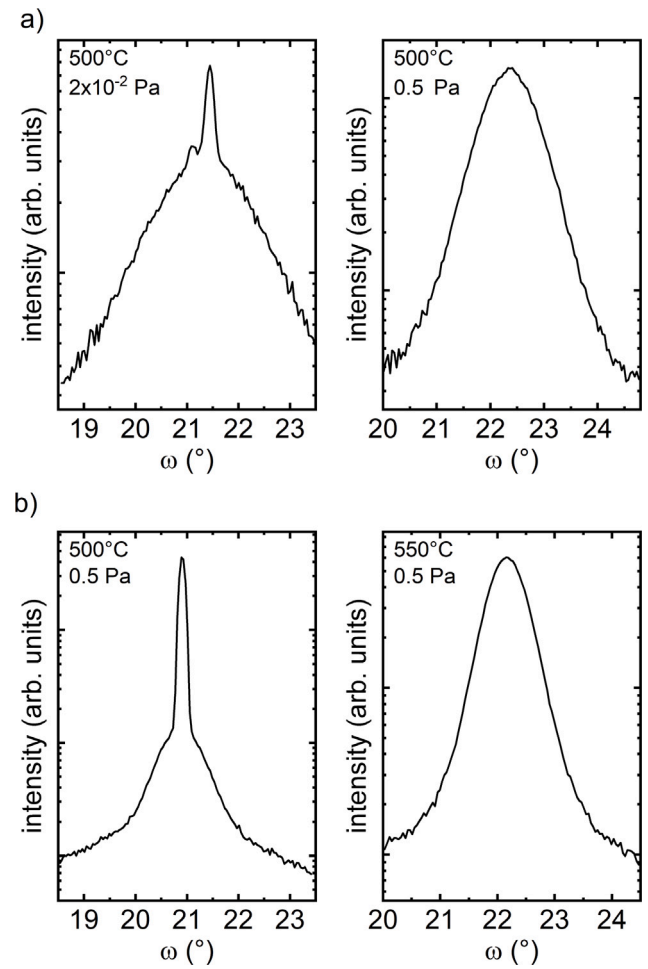 a)
500°C
2x10⁻² Pa
intensity (arb. units)
19 20 21 22 23
ω (°)
500°C
0.5 Pa
intensity (arb. units)
20 21 22 23 24
ω (°)
b)
500°C
0.5 Pa
intensity (arb. units)
19 20 21 22 23
ω (°)
550°C
0.5 Pa
intensity (arb. units)
20 21 22 23 24
ω (°)